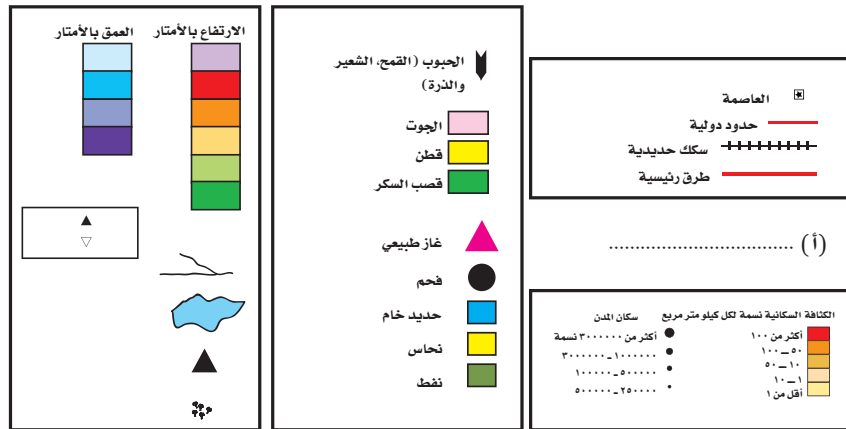 العاصمة
حدود دولية
سكك حديدية
طرق رئيسية
(أ) ..................................
الكثافة السكانية نسمة لكل كيلو متر مربع
أكثر من ١٠٠
٥٠ – ١٠٠
١٠ – ٥٠
١ – ١٠
أقل من ١
سكان المدن
أكثر من ٣٠٠٠٠٠٠ نسمة
١٠٠٠٠٠٠ - ٣٠٠٠٠٠٠
٥٠٠٠٠٠ - ١٠٠٠٠٠٠
٢٥٠٠٠٠ - ٥٠٠٠٠٠
الحبوب (القمح، الشعير
والذرة)
الجوت
قطن
قصب السكر
غاز طبيعي
فحم
حديد خام
نحاس
نفط
الارتفاع بالأمتار
العمق بالأمتار